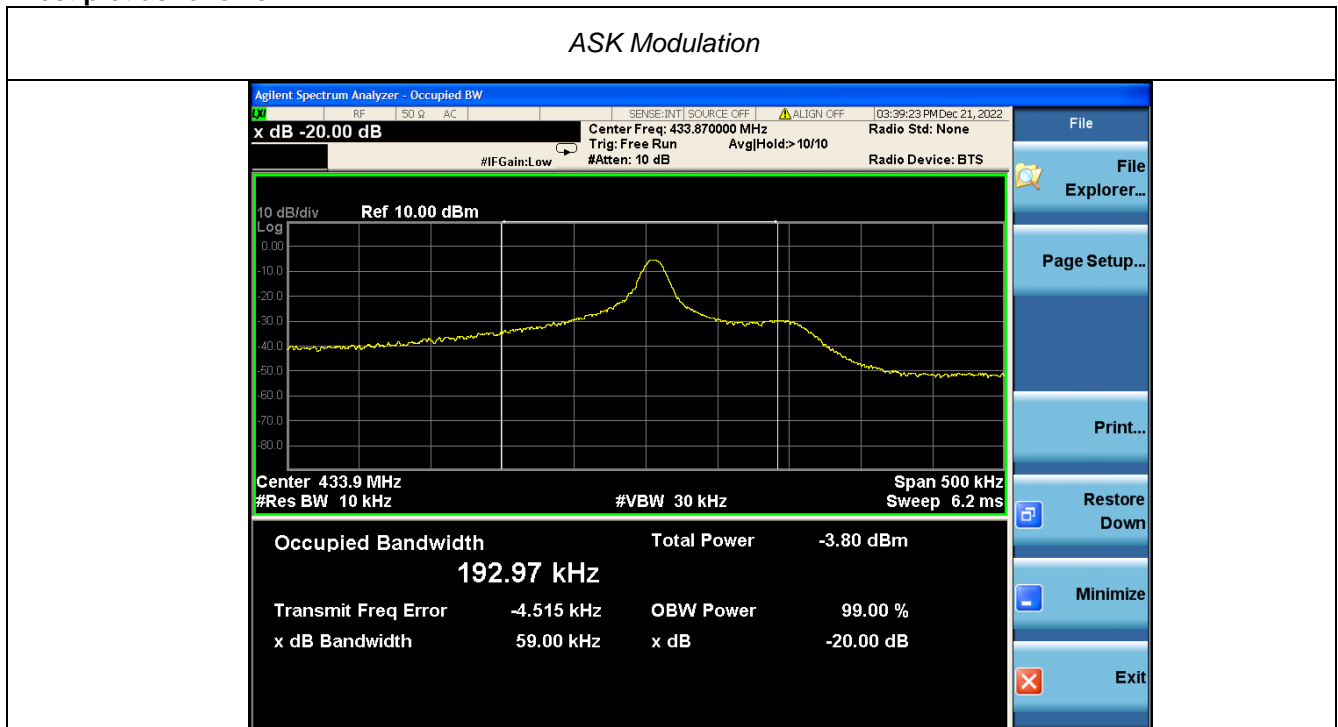 ASK Modulation
Agilent Spectrum Analyzer - Occupied BW
LXI RF 50 Ω AC SENSE:INT SOURCE OFF ALIGN OFF 03:39:23 PM Dec 21, 2022
x dB -20.00 dB Center Freq: 433.870000 MHz Radio Std: None
Trig: Free Run Avg|Hold:>10/10
#IFGain:Low #Atten: 10 dB Radio Device: BTS
10 dB/div Ref 10.00 dBm
Log
0.00
-10.0
-20.0
-30.0
-40.0
-50.0
-60.0
-70.0
-80.0
Center 433.9 MHz Span 500 kHz
#Res BW 10 kHz #VBW 30 kHz Sweep 6.2 ms
Occupied Bandwidth Total Power -3.80 dBm
192.97 kHz
Transmit Freq Error -4.515 kHz OBW Power 99.00 %
x dB Bandwidth 59.00 kHz x dB -20.00 dB
File
File
Explorer...
Page Setup...
Print...
Restore
Down
Minimize
Exit